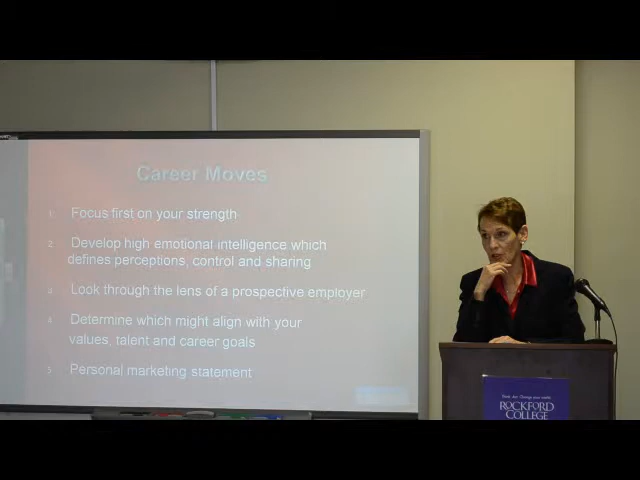 Career Moves
1. Focus first on your strength
2. Develop high emotional intelligence which
defines perceptions, control and sharing
3. Look through the lens of a prospective employer
4. Determine which might align with your
values, talent and career goals
5. Personal marketing statement
ROCKFORD
COLLEGE